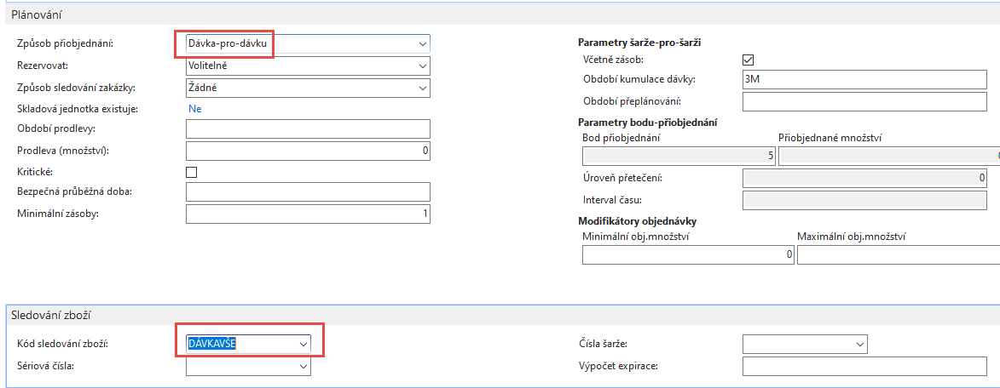 Plánování
Způsob přiobjednání: Dávka-pro-dávku
Rezervovat: Volitelně
Způsob sledování zakázky: Žádné
Skladová jednotka existuje: Ne
Období prodlevy:
Prodleva (množství): 0
Kritické:
Bezpečná průběžná doba:
Minimální zásoby: 1
Parametry šarže-pro-šarži
Včetně zásob:
Období kumulace dávky: 3M
Období přeplánování:
Parametry bodu-přiobjednání
Bod přiobjednání Přiobjednané množství
5 0
Úroveň přetečení: 0
Interval času:
Modifikátory objednávky
Minimální obj.množství Maximální obj.množství
0
Sledování zboží
Kód sledování zboží: DÁVKAVŠE
Sériová čísla:
Čísla šarže:
Výpočet expirace: